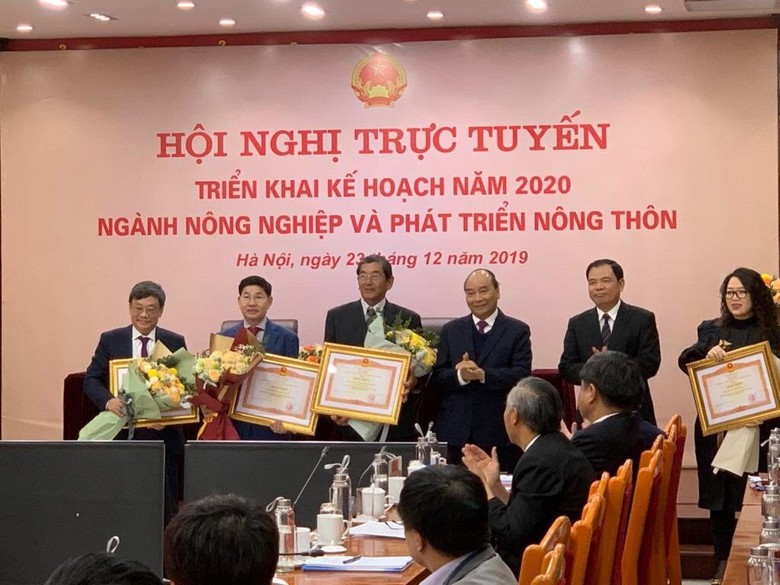 HỘI NGHỊ TRỰC TUYẾN
TRIỂN KHAI KẾ HOẠCH NĂM 2020
NGÀNH NÔNG NGHIỆP VÀ PHÁT TRIỂN NÔNG THÔN
Hà Nội, ngày 23 tháng 12 năm 2019